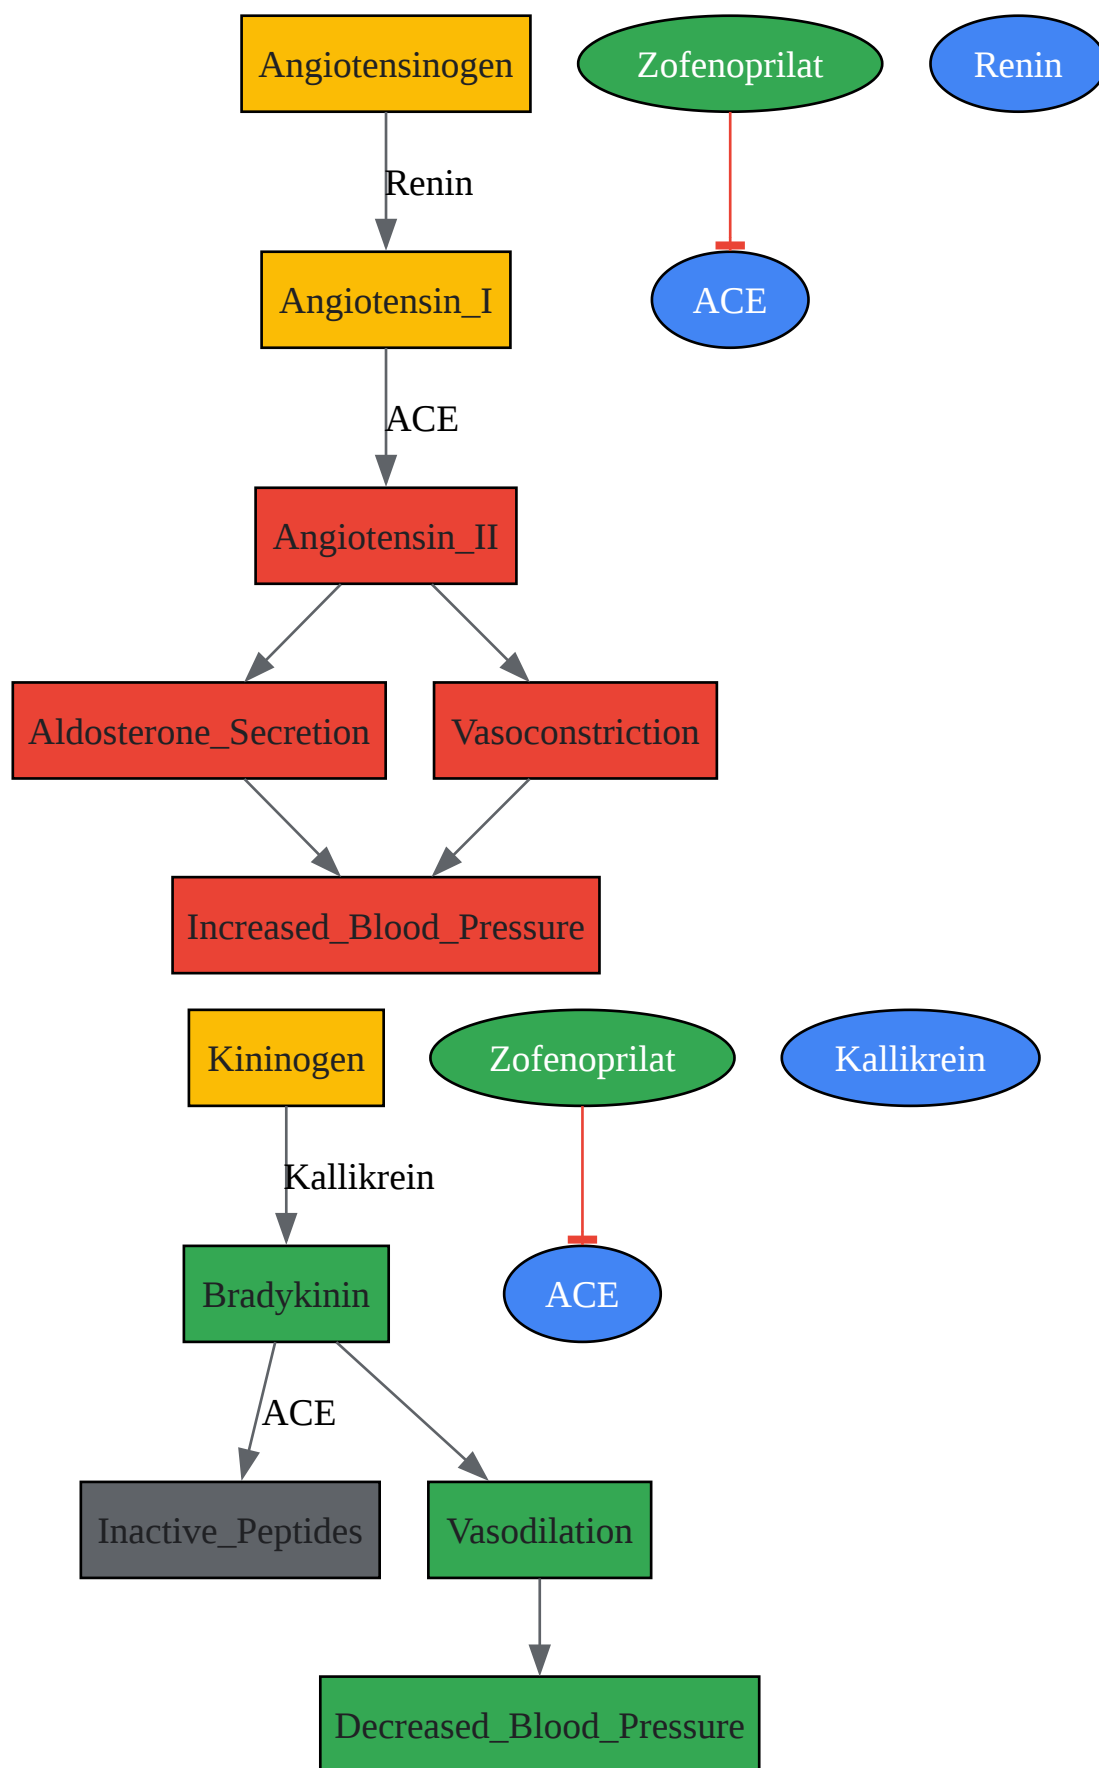 Angiotensinogen
Zofenoprilat
Renin
Renin
Angiotensin_I
ACE
ACE
Angiotensin_II
Aldosterone_Secretion
Vasoconstriction
Increased_Blood_Pressure
Kininogen
Zofenoprilat
Kallikrein
Kallikrein
Bradykinin
ACE
ACE
Inactive_Peptides
Vasodilation
Decreased_Blood_Pressure